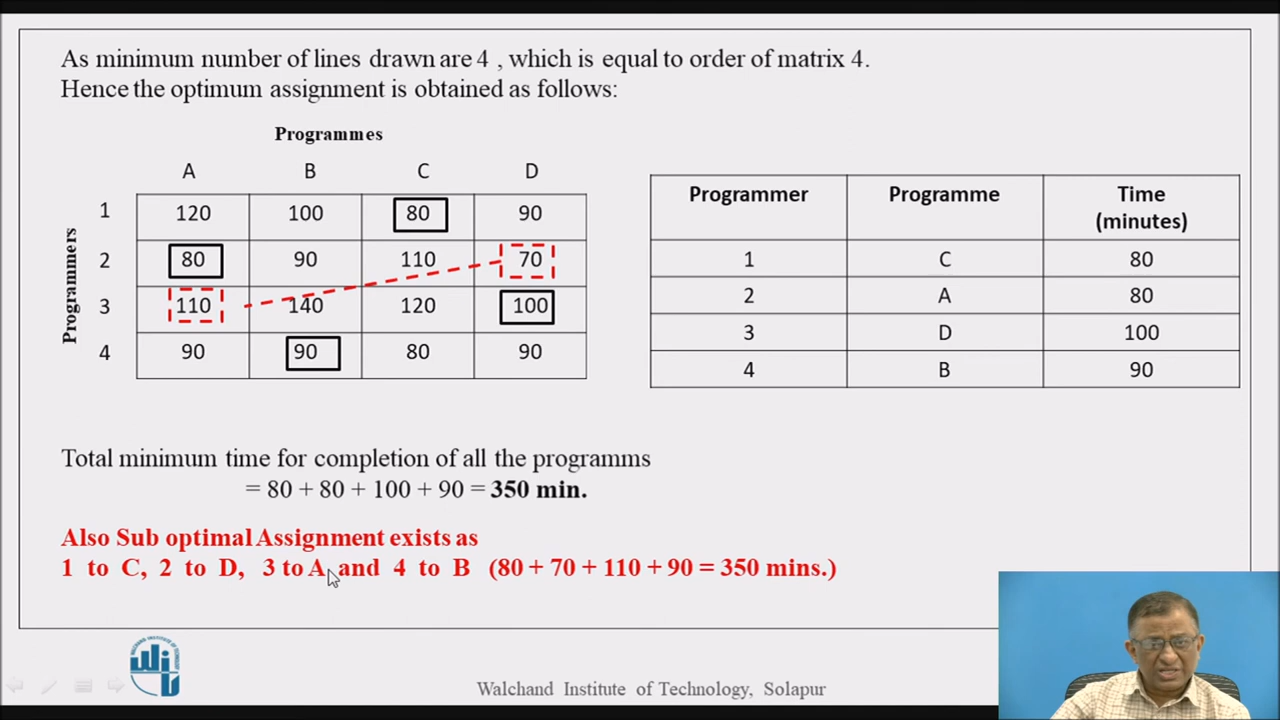 As minimum number of lines drawn are 4 , which is equal to order of matrix 4.
Hence the optimum assignment is obtained as follows:
Programmes
A B C D
Programmers
1 120 100 80 90
2 80 90 110 70
3 110 140 120 100
4 90 90 80 90
Programmer Programme Time (minutes)
1 C 80
2 A 80
3 D 100
4 B 90
Total minimum time for completion of all the programms
= 80 + 80 + 100 + 90 = 350 min.
Also Sub optimal Assignment exists as
1 to C, 2 to D, 3 to A, and 4 to B (80 + 70 + 110 + 90 = 350 mins.)
Walchand Institute of Technology, Solapur